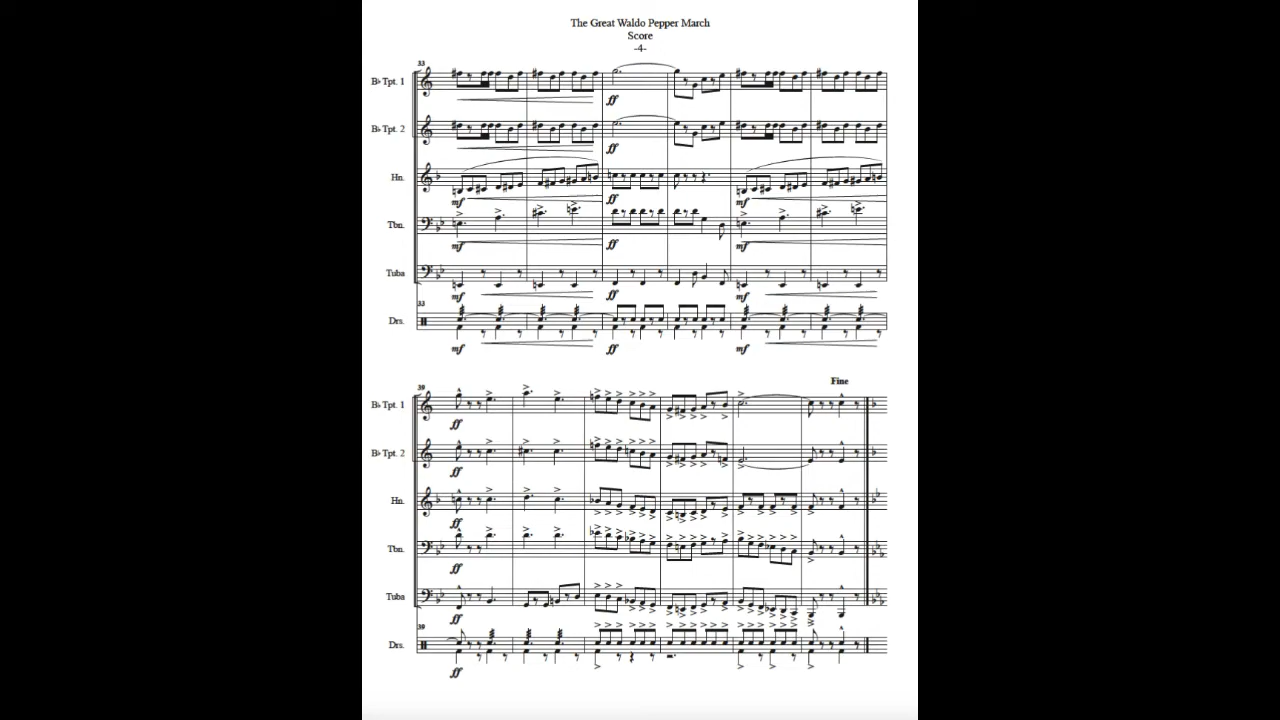 The Great Waldo Pepper March
Score
-4-
33
B♭ Tpt. 1
ff
B♭ Tpt. 2
ff
Hn.
mf ff mf
Tbn.
mf ff mf
Tuba
mf ff mf
33
Drs.
mf ff mf
39
Fine
B♭ Tpt. 1
ff
B♭ Tpt. 2
ff
Hn.
ff
Tbn.
ff
Tuba
ff
39
Drs.
ff